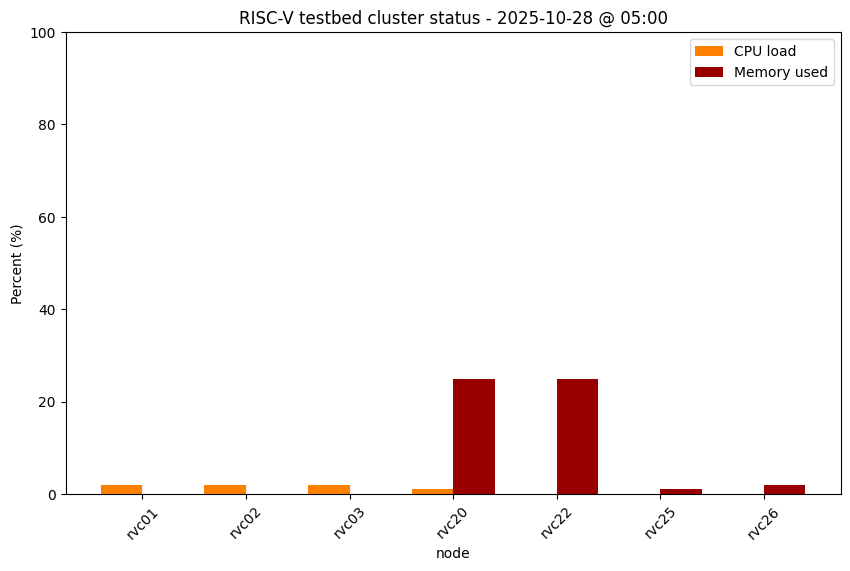 RISC-V testbed cluster status - 2025-10-28 @ 05:00
CPU load
Memory used
Percent (%)
100
80
60
40
20
0
rvc01
rvc02
rvc03
rvc20
rvc22
rvc25
rvc26
node